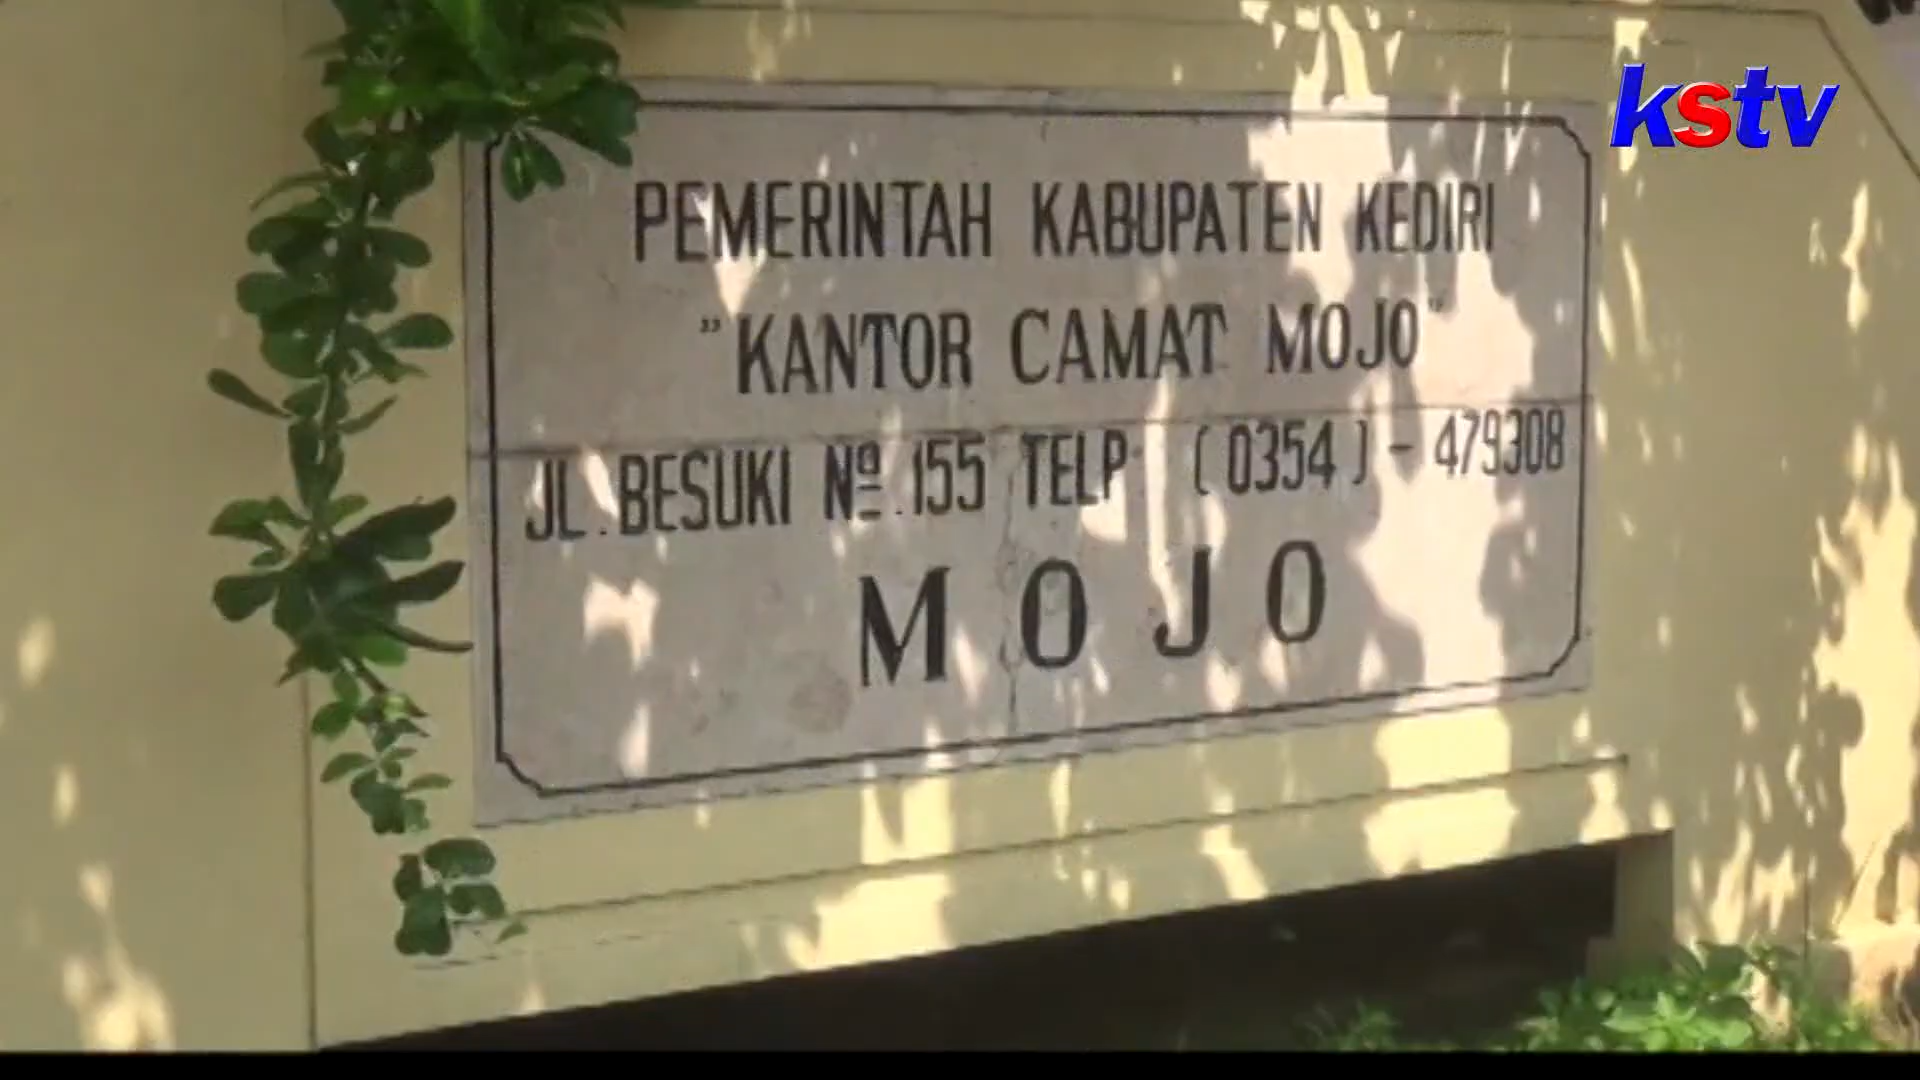 kstv
PEMERINTAH KABUPATEN KEDIRI
"KANTOR CAMAT MOJO"
JL. BESUKI Nº. 155 TELP (0354) - 479308
MOJO